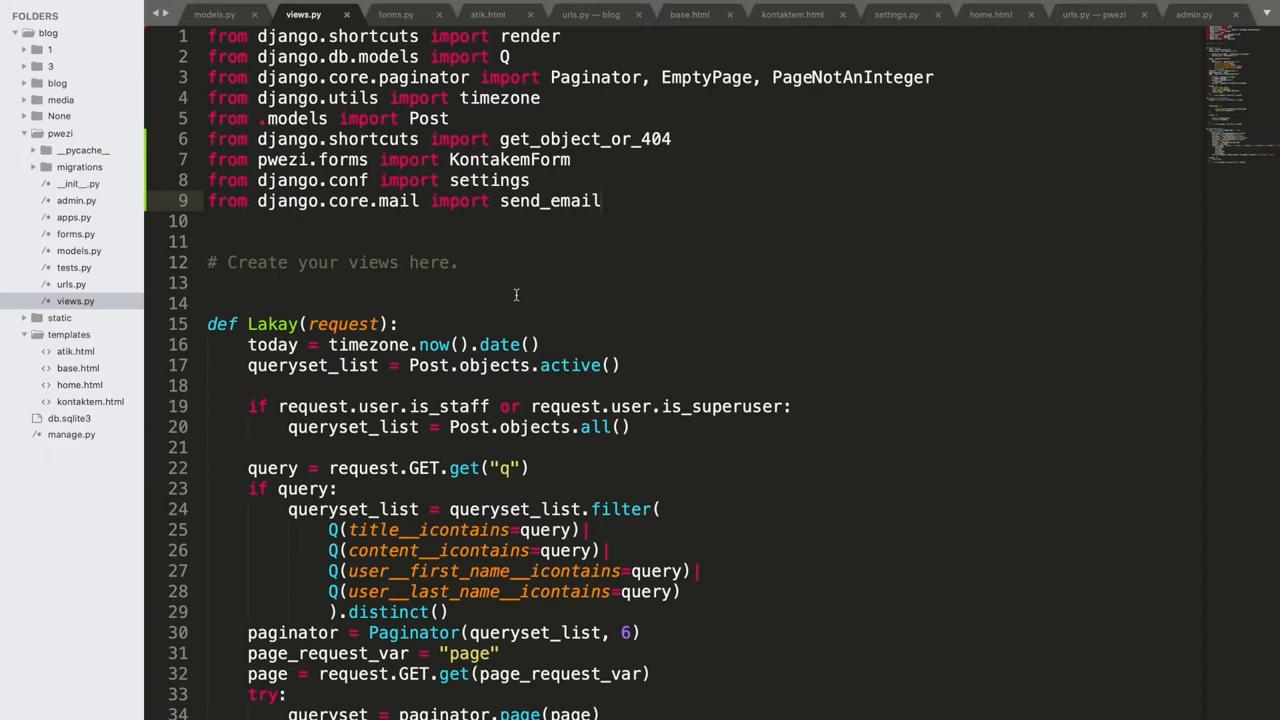 FOLDERS
blog
1
3
blog
media
None
pwezi
__pycache__
migrations
__init__.py
admin.py
apps.py
forms.py
models.py
tests.py
urls.py
views.py
static
templates
atik.html
base.html
home.html
kontaktem.html
db.sqlite3
manage.py
models.py × views.py × forms.py × atik.html × urls.py — blog × base.html × kontaktem.html × settings.py × home.html × urls.py — pwezi × admin.py ×
1 from django.shortcuts import render
2 from django.db.models import Q
3 from django.core.paginator import Paginator, EmptyPage, PageNotAnInteger
4 from django.utils import timezone
5 from .models import Post
6 from django.shortcuts import get_object_or_404
7 from pwezi.forms import KontakemForm
8 from django.conf import settings
9 from django.core.mail import send_email
10
11
12 # Create your views here.
13
14
15 def Lakay(request):
16 today = timezone.now().date()
17 queryset_list = Post.objects.active()
18
19 if request.user.is_staff or request.user.is_superuser:
20 queryset_list = Post.objects.all()
21
22 query = request.GET.get("q")
23 if query:
24 queryset_list = queryset_list.filter(
25 Q(title__icontains=query)|
26 Q(content__icontains=query)|
27 Q(user__first_name__icontains=query)|
28 Q(user__last_name__icontains=query)
29 ).distinct()
30 paginator = Paginator(queryset_list, 6)
31 page_request_var = "page"
32 page = request.GET.get(page_request_var)
33 try:
34 queryset = paginator.page(page)